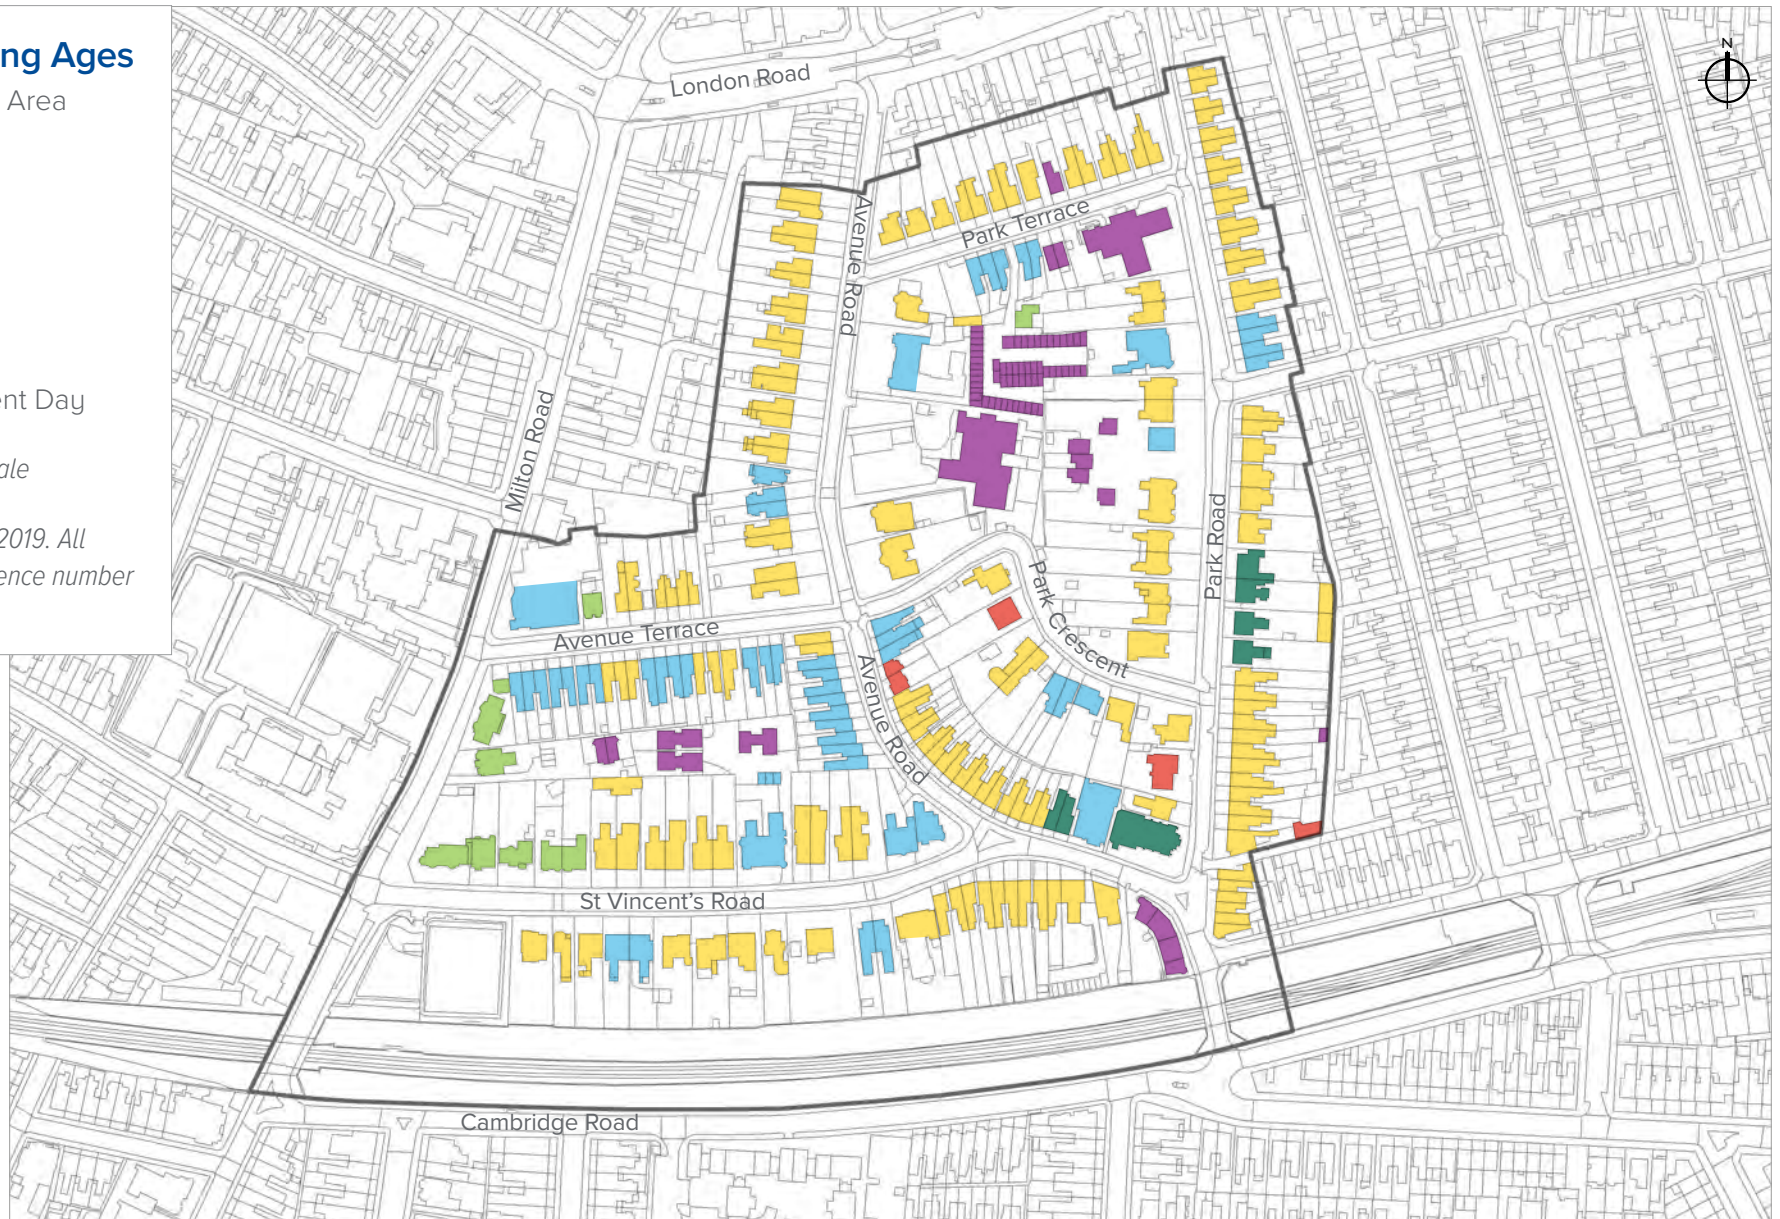 ng Ages
Area
ent Day
ale
2019. All
ence number
N
London Road
Avenue Road
Park Terrace
Milton Road
Park Road
Park Crescent
Avenue Terrace
Avenue Road
St Vincent's Road
Cambridge Road